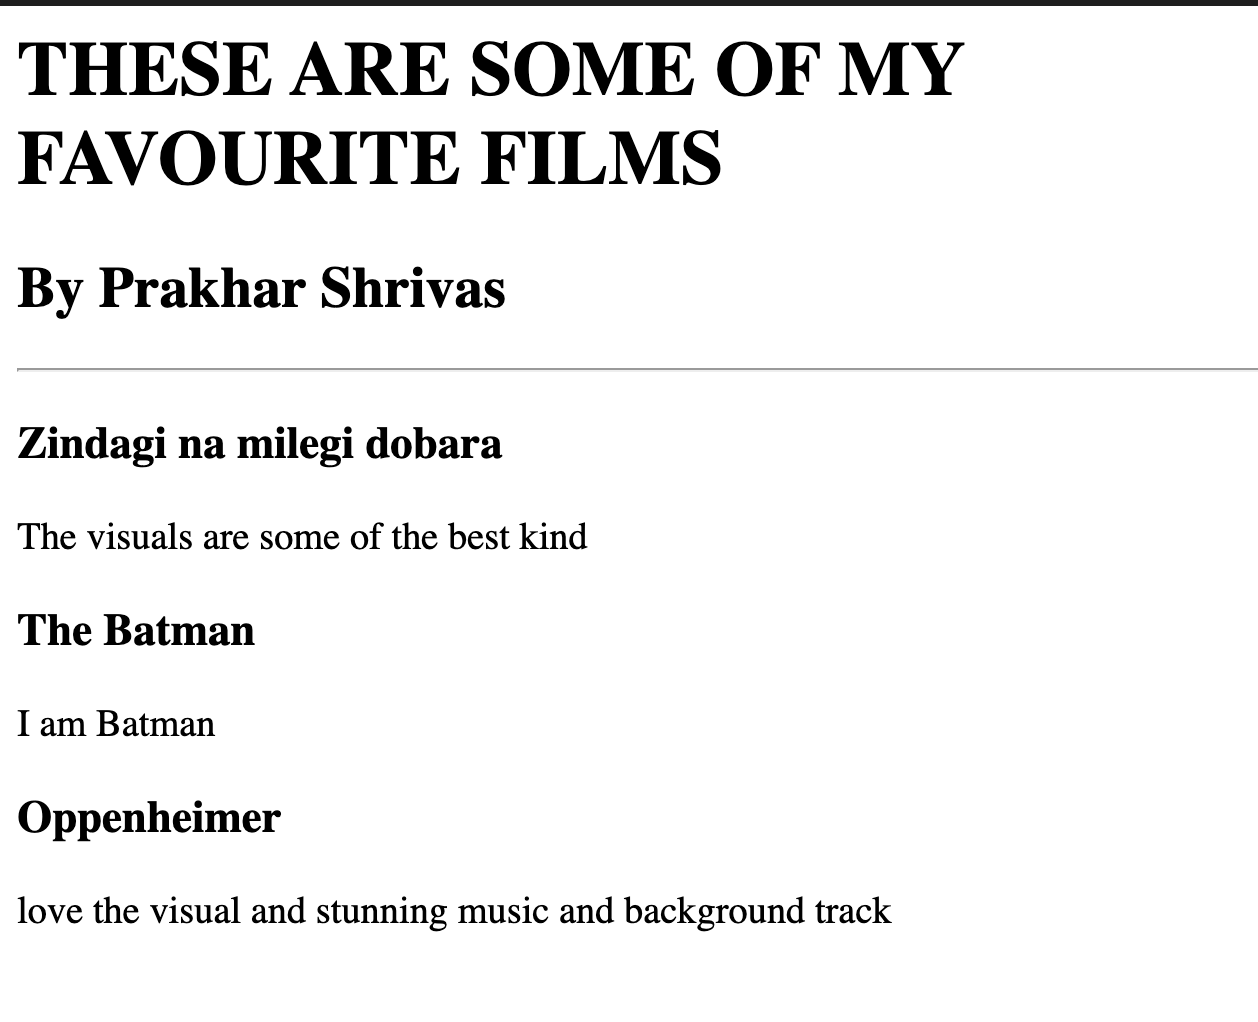 THESE ARE SOME OF MY
FAVOURITE FILMS
By Prakhar Shrivas
Zindagi na milegi dobara
The visuals are some of the best kind
The Batman
I am Batman
Oppenheimer
love the visual and stunning music and background track